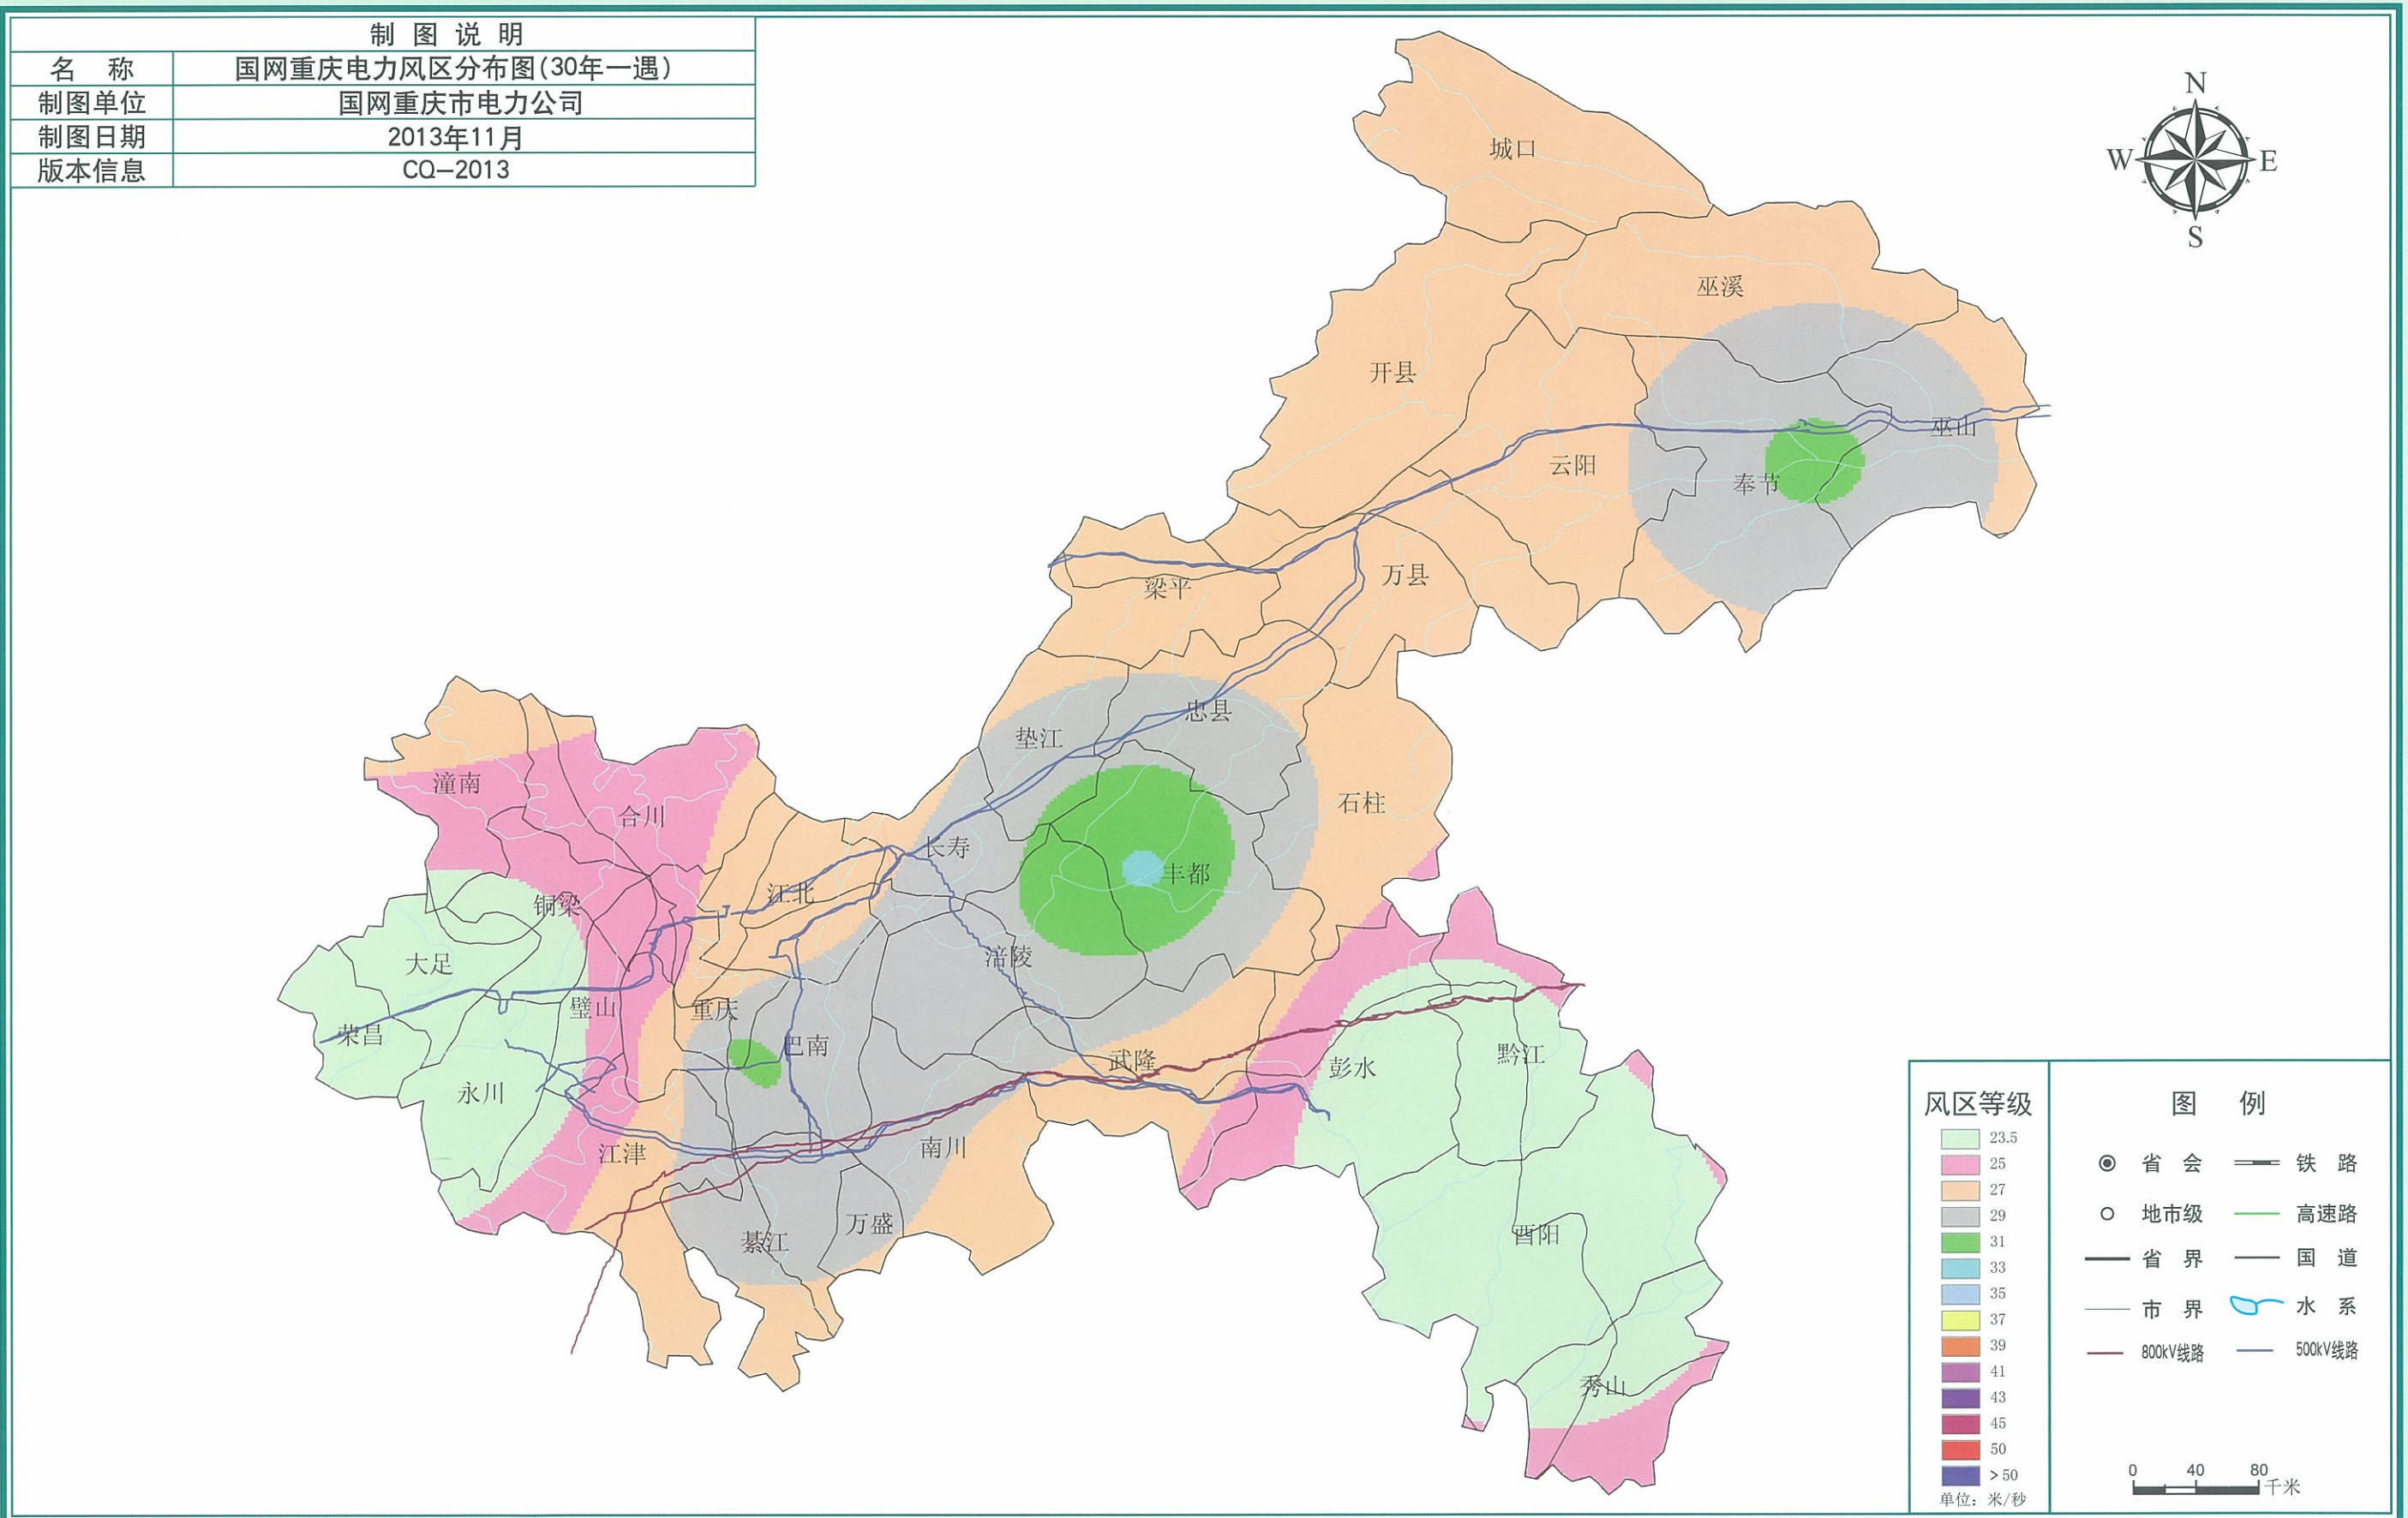 制 图 说 明
名 称 国网重庆电力风区分布图(30年一遇)
制图单位 国网重庆市电力公司
制图日期 2013年11月
版本信息 CQ-2013
N
W E
S
城口
巫溪
开县
巫山
云阳
奉节
万县
梁平
忠县
垫江
潼南
石柱
合川
长寿
丰都
江北
铜梁
涪陵
大足
璧山
重庆
荣昌
巴南
黔江
武隆
彭水
永川
南川
江津
万盛
綦江
酉阳
秀山
风区等级
23.5
25
27
29
31
33
35
37
39
41
43
45
50
>50
单位：米/秒
图 例
省 会 铁 路
地市级 高速路
省 界 国 道
市 界 水 系
800kV线路 500kV线路
0 40 80
千米